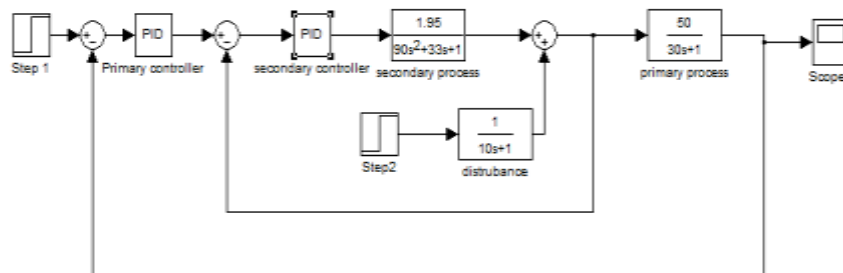 Step 1
PID
Primary controller
PID
secondary controller
1.95
90s²+33s+1
secondary process
50
30s+1
primary process
Scope
Step2
1
10s+1
distrubance